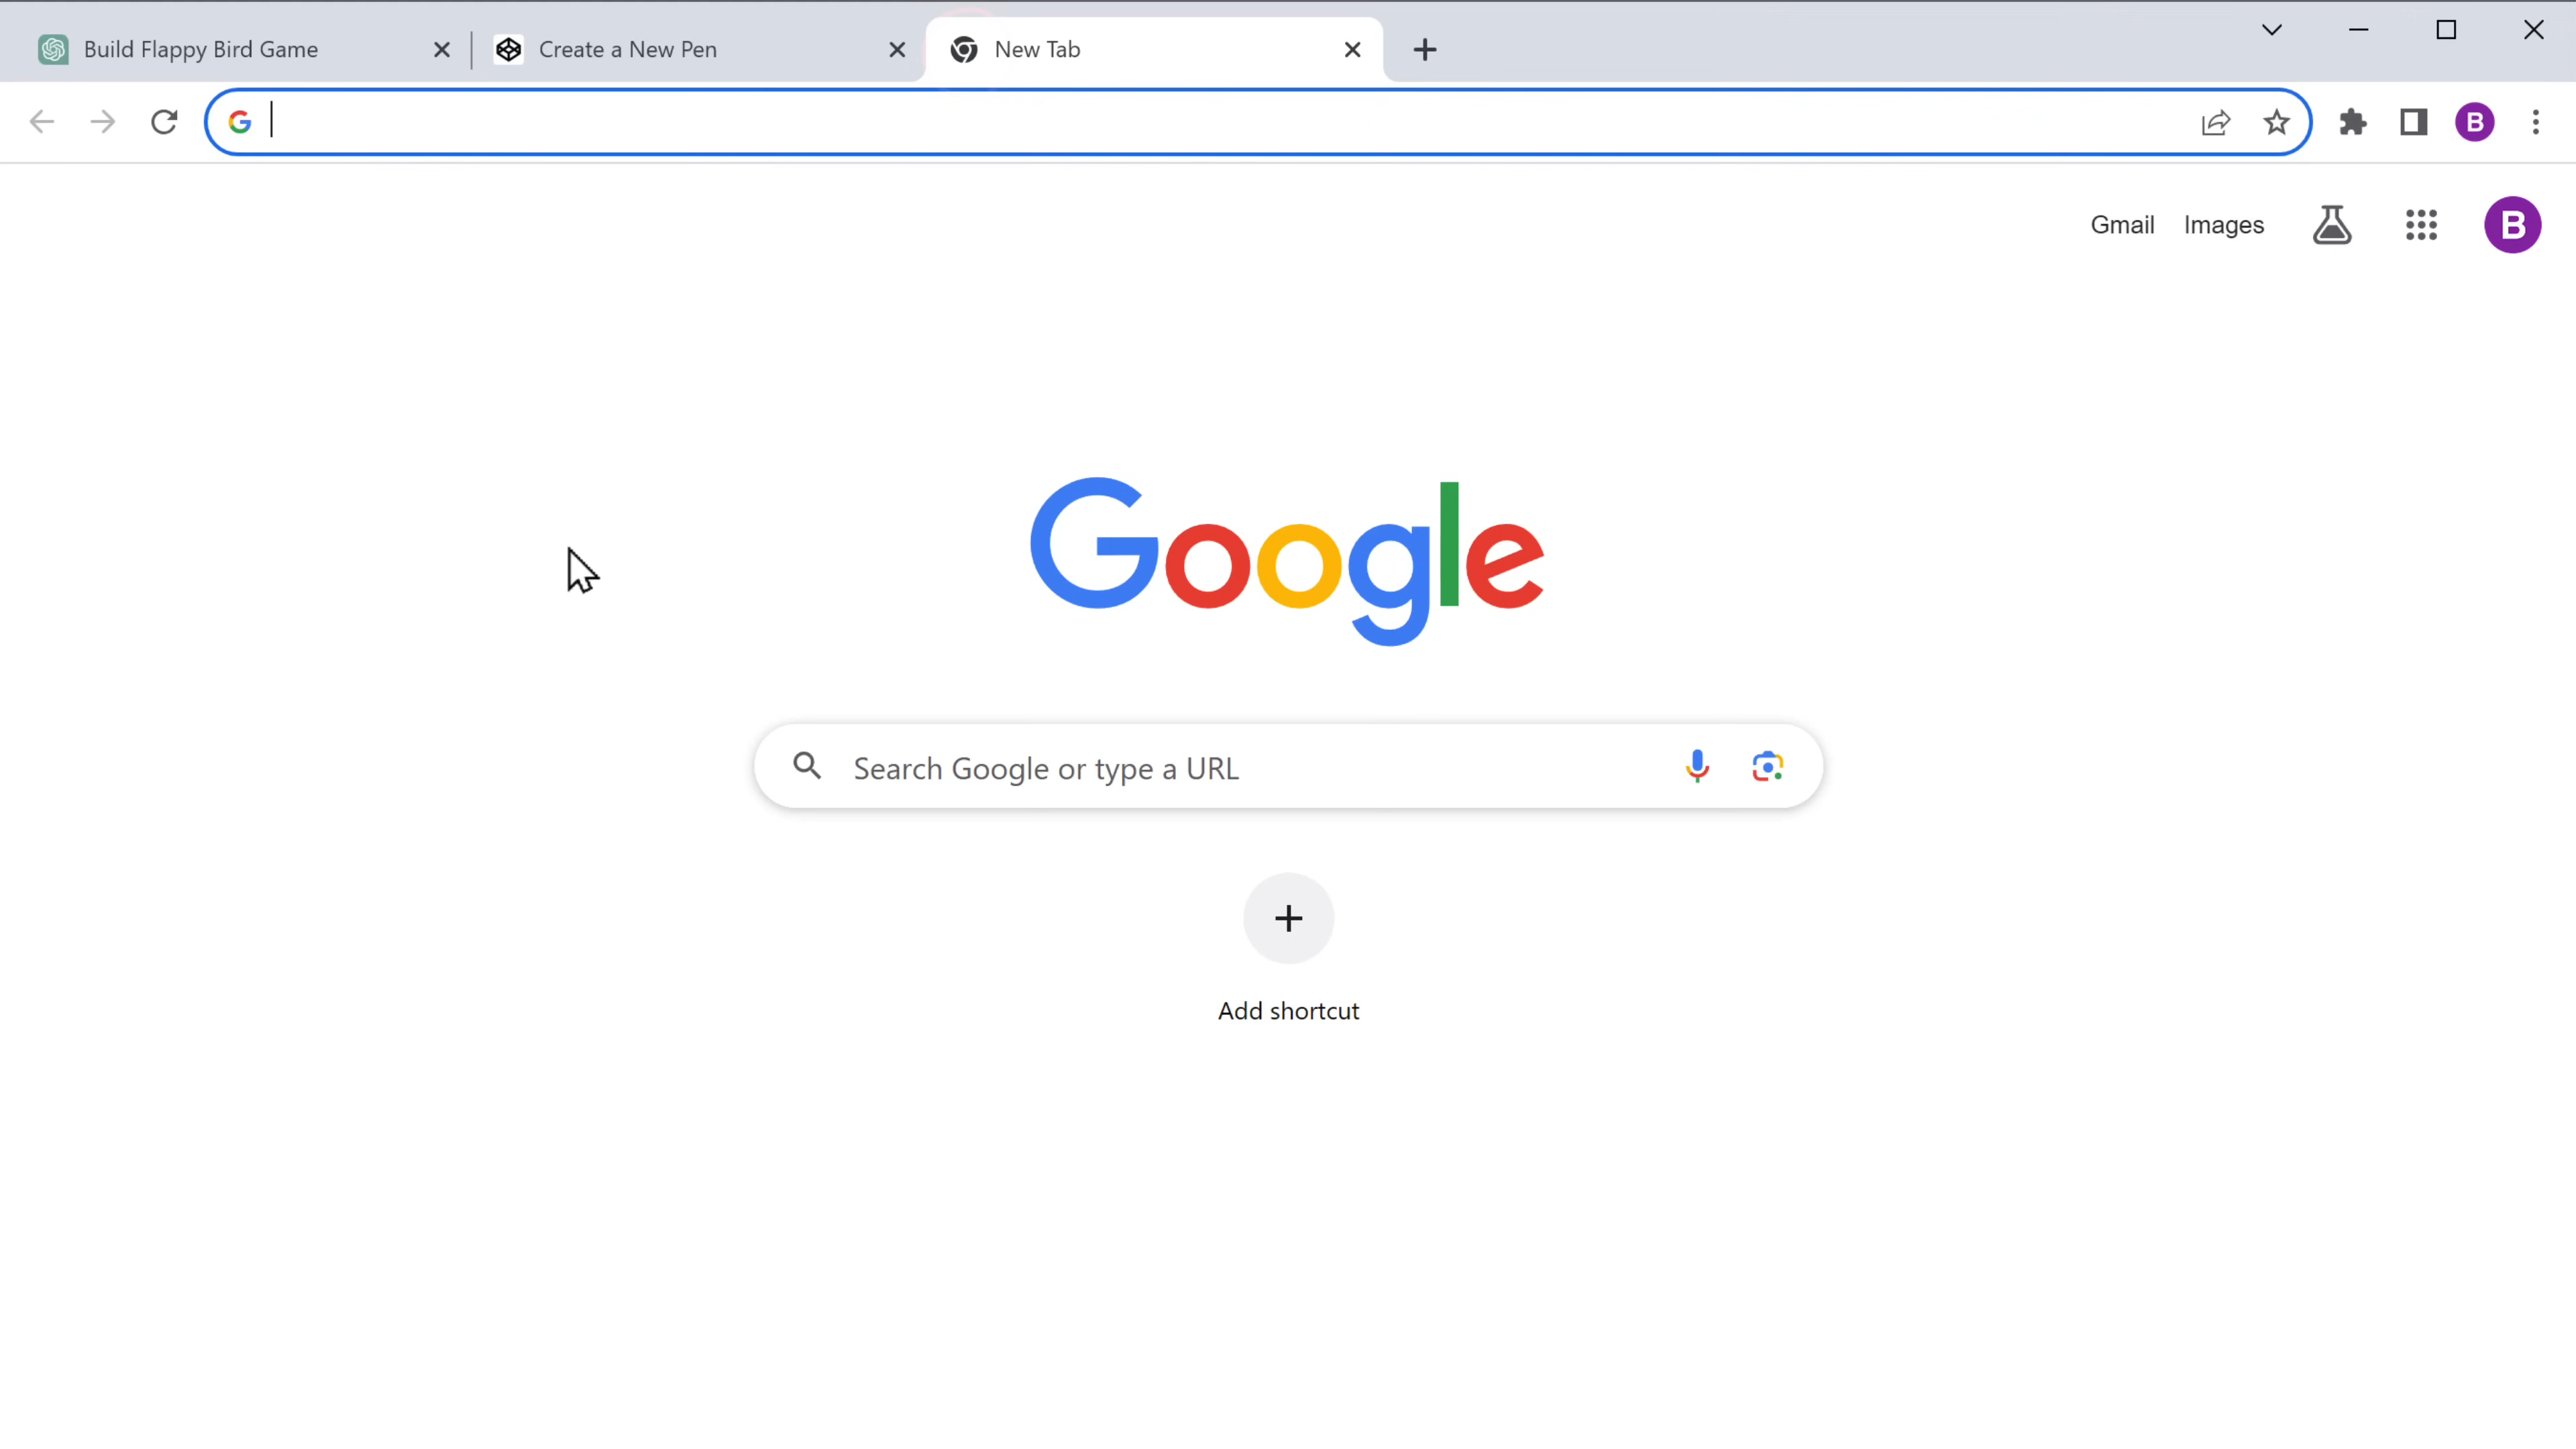 Build Flappy Bird Game
Create a New Pen
New Tab
B
Gmail
Images
B
Google
Search Google or type a URL
Add shortcut